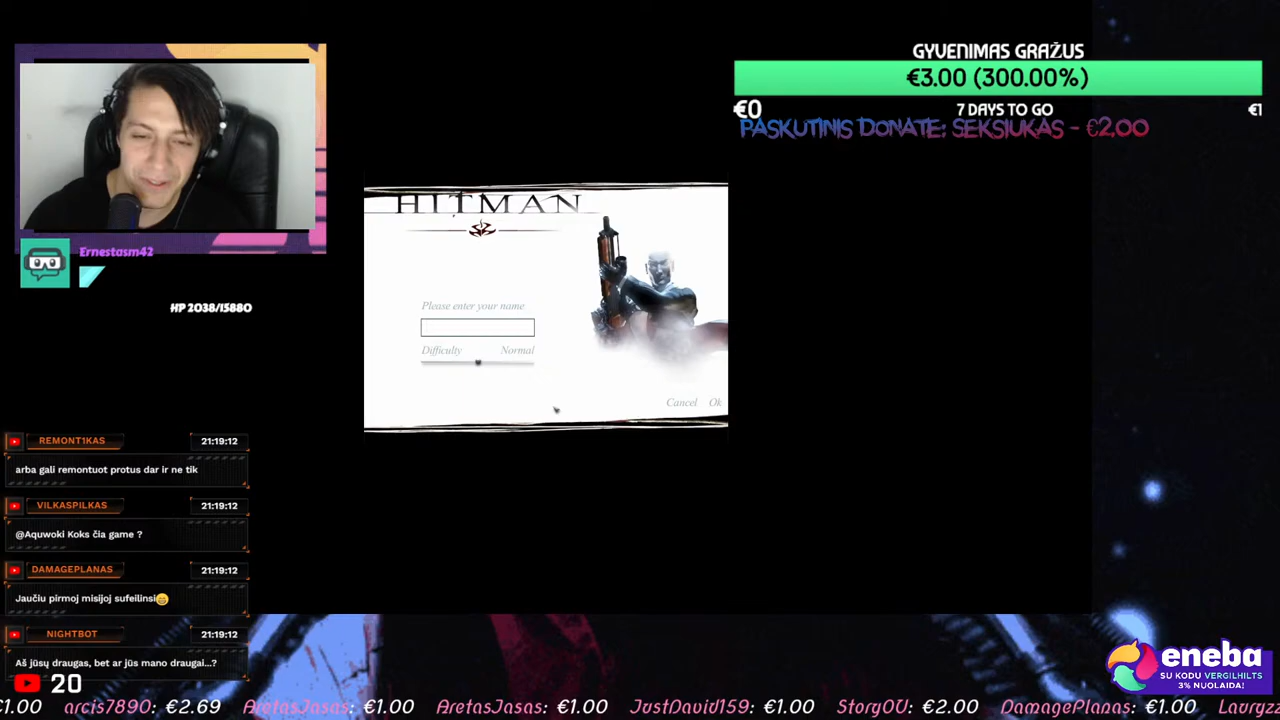 GYVENIMAS GRAŽUS
€3.00 (300.00%)
€0
7 DAYS TO GO
€1
PASKUTINIS DONATE: SEKSIUKAS - €2,00
HITMAN
Ernestasm42
HP 2038/15880
Please enter your name
Difficulty Normal
Cancel Ok
REMONT1KAS 21:19:12
arba gali remontuot protus dar ir ne tik
VILKASPILKAS 21:19:12
@Aquwoki Koks čia game ?
DAMAGEPLANAS 21:19:12
Jaučiu pirmoj misijoj sufeilinsi😄
NIGHTBOT 21:19:12
Aš jūsų draugas, bet ar jūs mano draugai...?
20
eneba
SU KODU VERGILHILTS
3% NUOLAIDA!
€1.00 arcis7890: €2.69 AretasJasas: €1.00 AretasJasas: €1.00 JustDavid159: €1.00 StoryOU: €2.00 DamagePlanas: €1.00